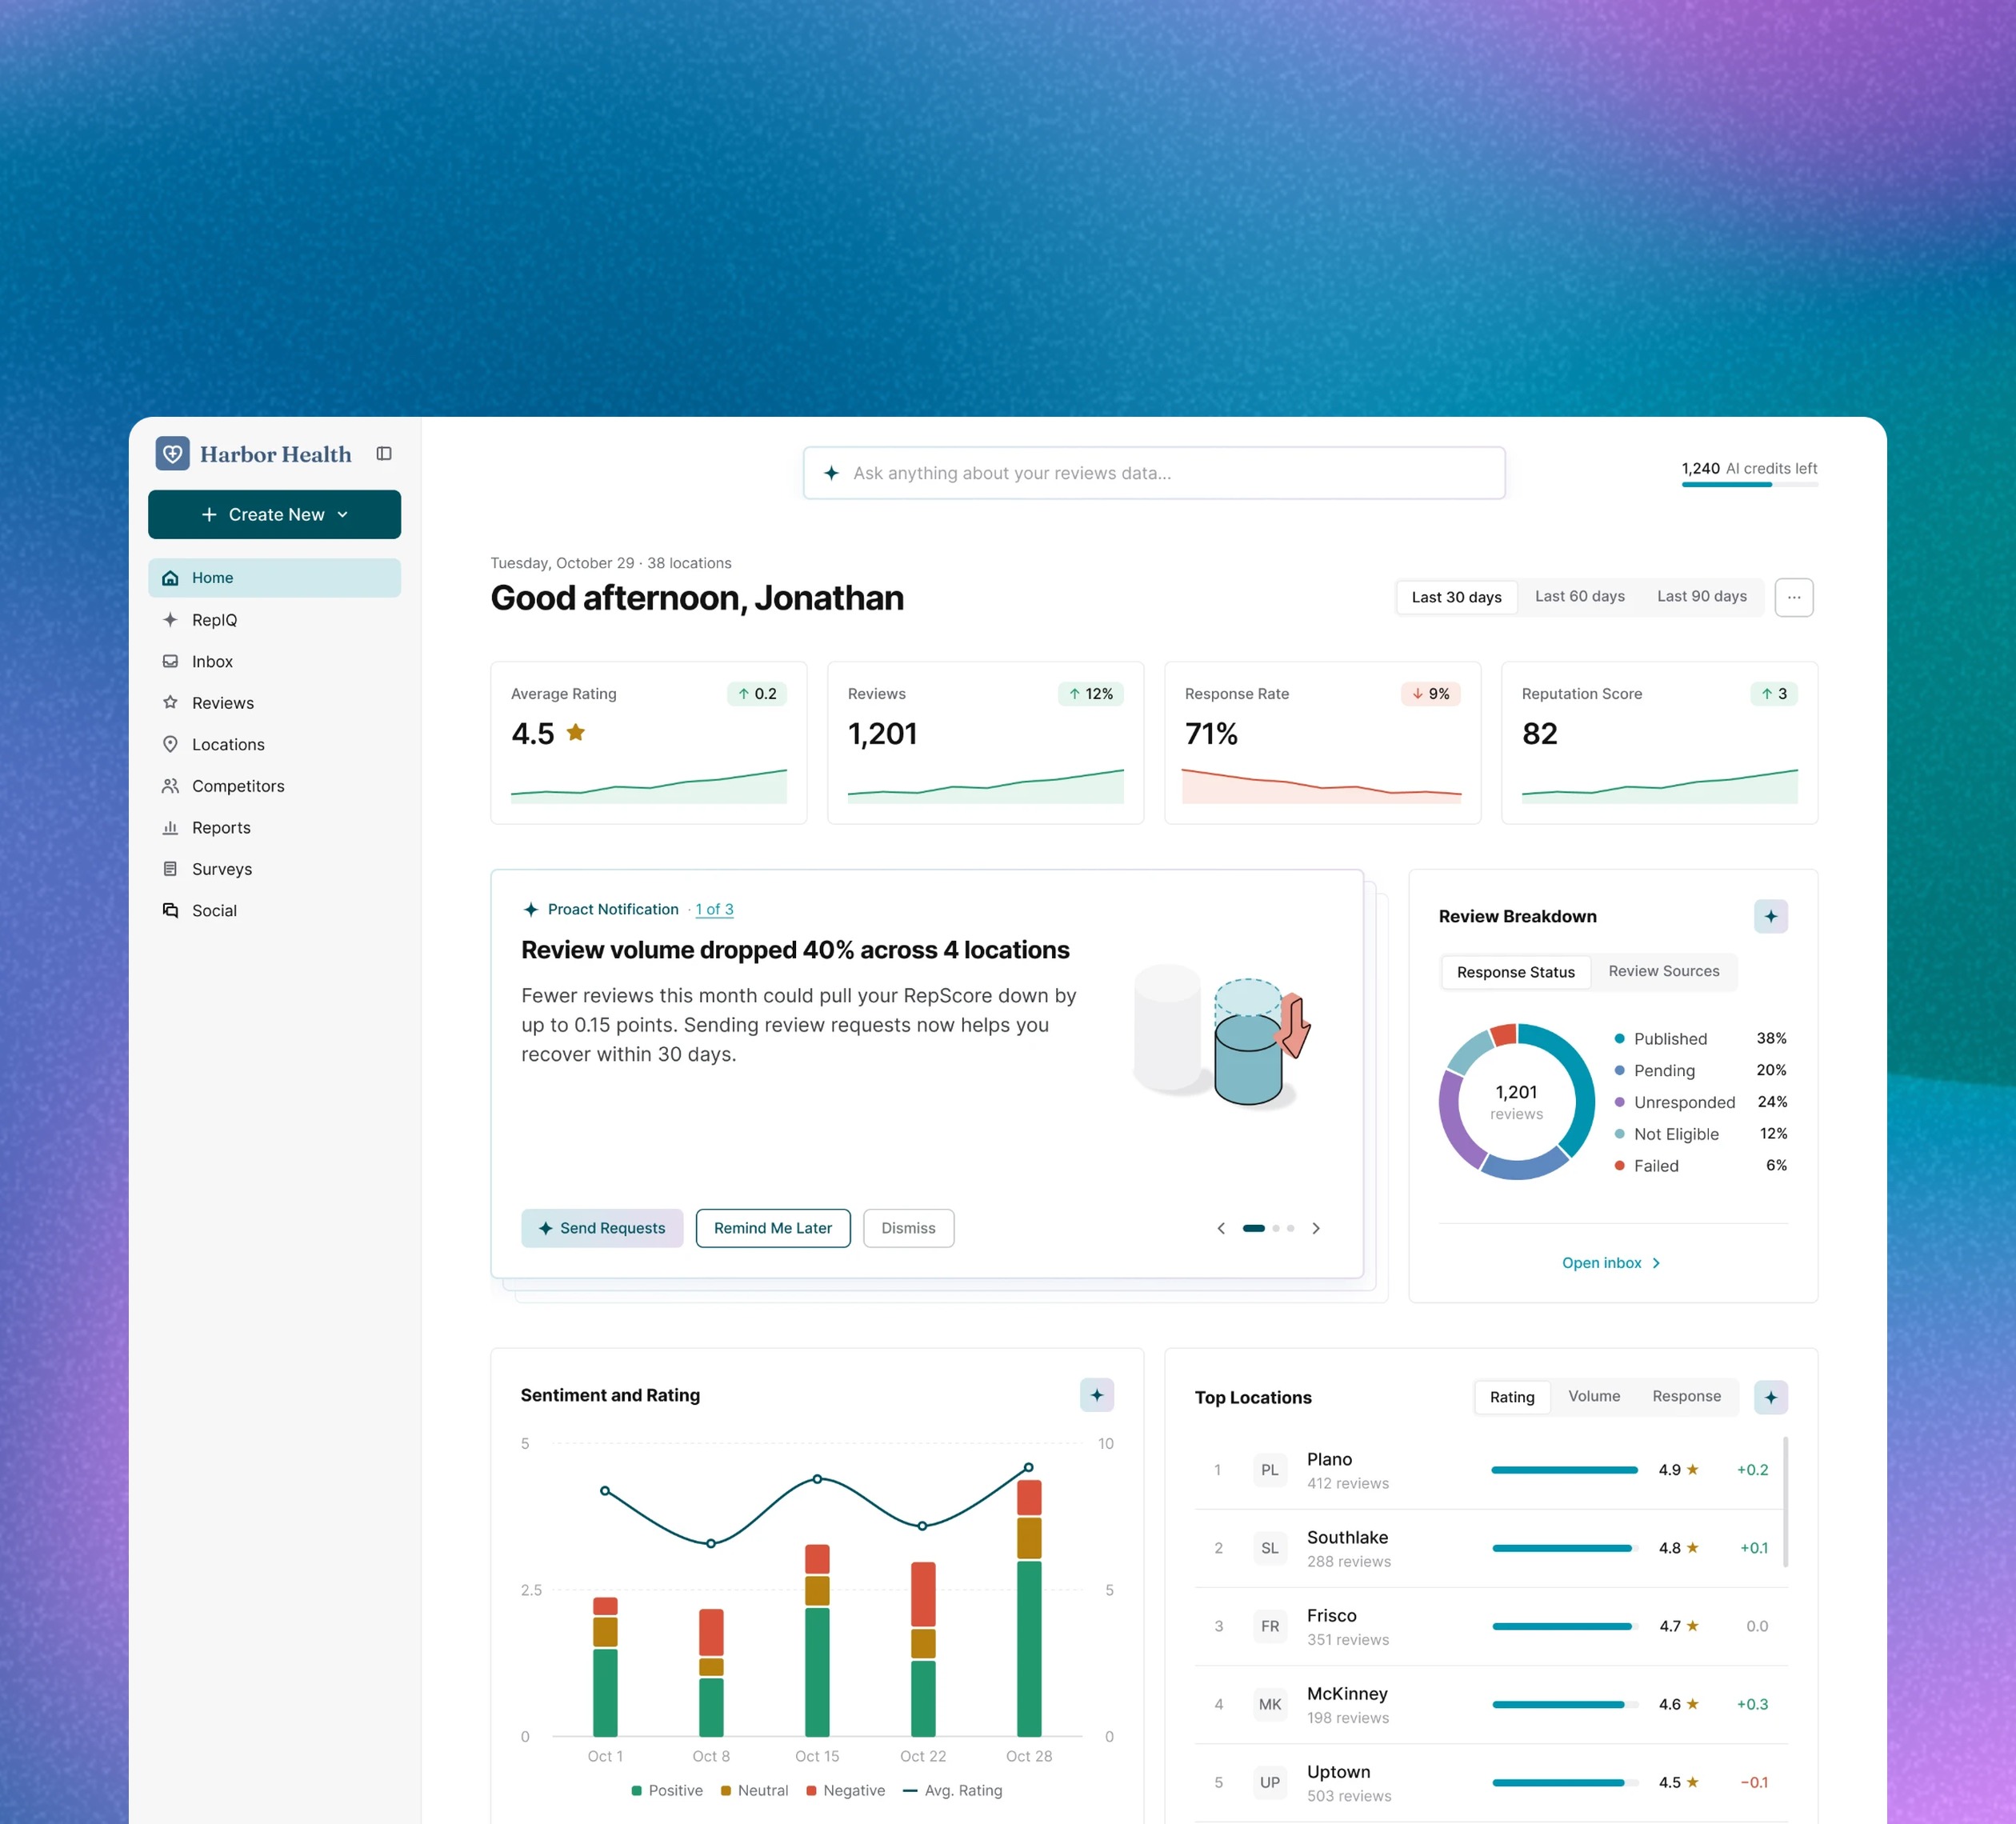 Harbor Health
Create New
Home
RepIQ
Inbox
Reviews
Locations
Competitors
Reports
Surveys
Social
Ask anything about your reviews data...
1,240 AI credits left
Tuesday, October 29 · 38 locations
Good afternoon, Jonathan
Last 30 days Last 60 days Last 90 days
Average Rating ↑ 0.2
4.5 ★
Reviews ↑ 12%
1,201
Response Rate ↓ 9%
71%
Reputation Score ↑ 3
82
Proact Notification · 1 of 3
Review volume dropped 40% across 4 locations
Fewer reviews this month could pull your RepScore down by
up to 0.15 points. Sending review requests now helps you
recover within 30 days.
Send Requests Remind Me Later Dismiss
Review Breakdown
Response Status Review Sources
1,201
reviews
Published 38%
Pending 20%
Unresponded 24%
Not Eligible 12%
Failed 6%
Open inbox
Sentiment and Rating
5 10
2.5 5
0 0
Oct 1 Oct 8 Oct 15 Oct 22 Oct 28
Positive Neutral Negative Avg. Rating
Top Locations
Rating Volume Response
1 PL Plano 4.9 ★ +0.2
412 reviews
2 SL Southlake 4.8 ★ +0.1
288 reviews
3 FR Frisco 4.7 ★ 0.0
351 reviews
4 MK McKinney 4.6 ★ +0.3
198 reviews
5 UP Uptown 4.5 ★ −0.1
503 reviews